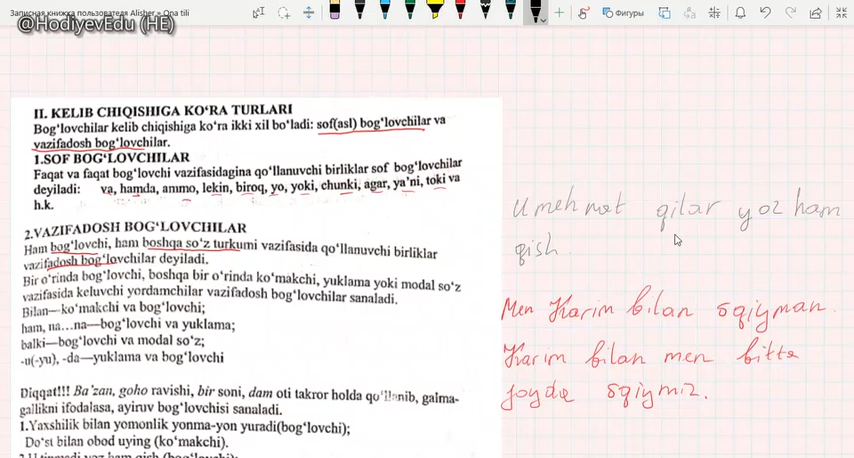 Записная книжка пользователя Alisher » Ona tili
@HodiyevEdu (HE)
Фигуры
II. KELIB CHIQISHIGA KO‘RA TURLARI
Bog‘lovchilar kelib chiqishiga ko‘ra ikki xil bo‘ladi: sof(asl) bog‘lovchilar va
vazifadosh bog‘lovchilar.
1.SOF BOG‘LOVCHILAR
Faqat va faqat bog‘lovchi vazifasidagina qo‘llanuvchi birliklar sof bog‘lovchilar
deyiladi: va, hamda, ammo, lekin, biroq, yo, yoki, chunki, agar, ya’ni, toki va
h.k.
2.VAZIFADOSH BOG‘LOVCHILAR
Ham bog‘lovchi, ham boshqa so‘z turkumi vazifasida qo‘llanuvchi birliklar
vazifadosh bog‘lovchilar deyiladi.
Bir o‘rinda bog‘lovchi, boshqa bir o‘rinda ko‘makchi, yuklama yoki modal so‘z
vazifasida keluvchi yordamchilar vazifadosh bog‘lovchilar sanaladi.
Bilan—ko‘makchi va bog‘lovchi;
ham, na...na—bog‘lovchi va yuklama;
balki—bog‘lovchi va modal so‘z;
-u(-yu), -da—yuklama va bog‘lovchi
Diqqat!!! Ba’zan, goho ravishi, bir soni, dam oti takror holda qo‘llanib, galma-
gallikni ifodalasa, ayiruv bog‘lovchisi sanaladi.
1.Yaxshilik bilan yomonlik yonma-yon yuradi(bog‘lovchi);
Do‘st bilan obod uying (ko‘makchi).
U mehnat qilar yoz ham
qish.
Men Karim bilan sqiyman.
Karim bilan men bitta
joyda sqiymiz.